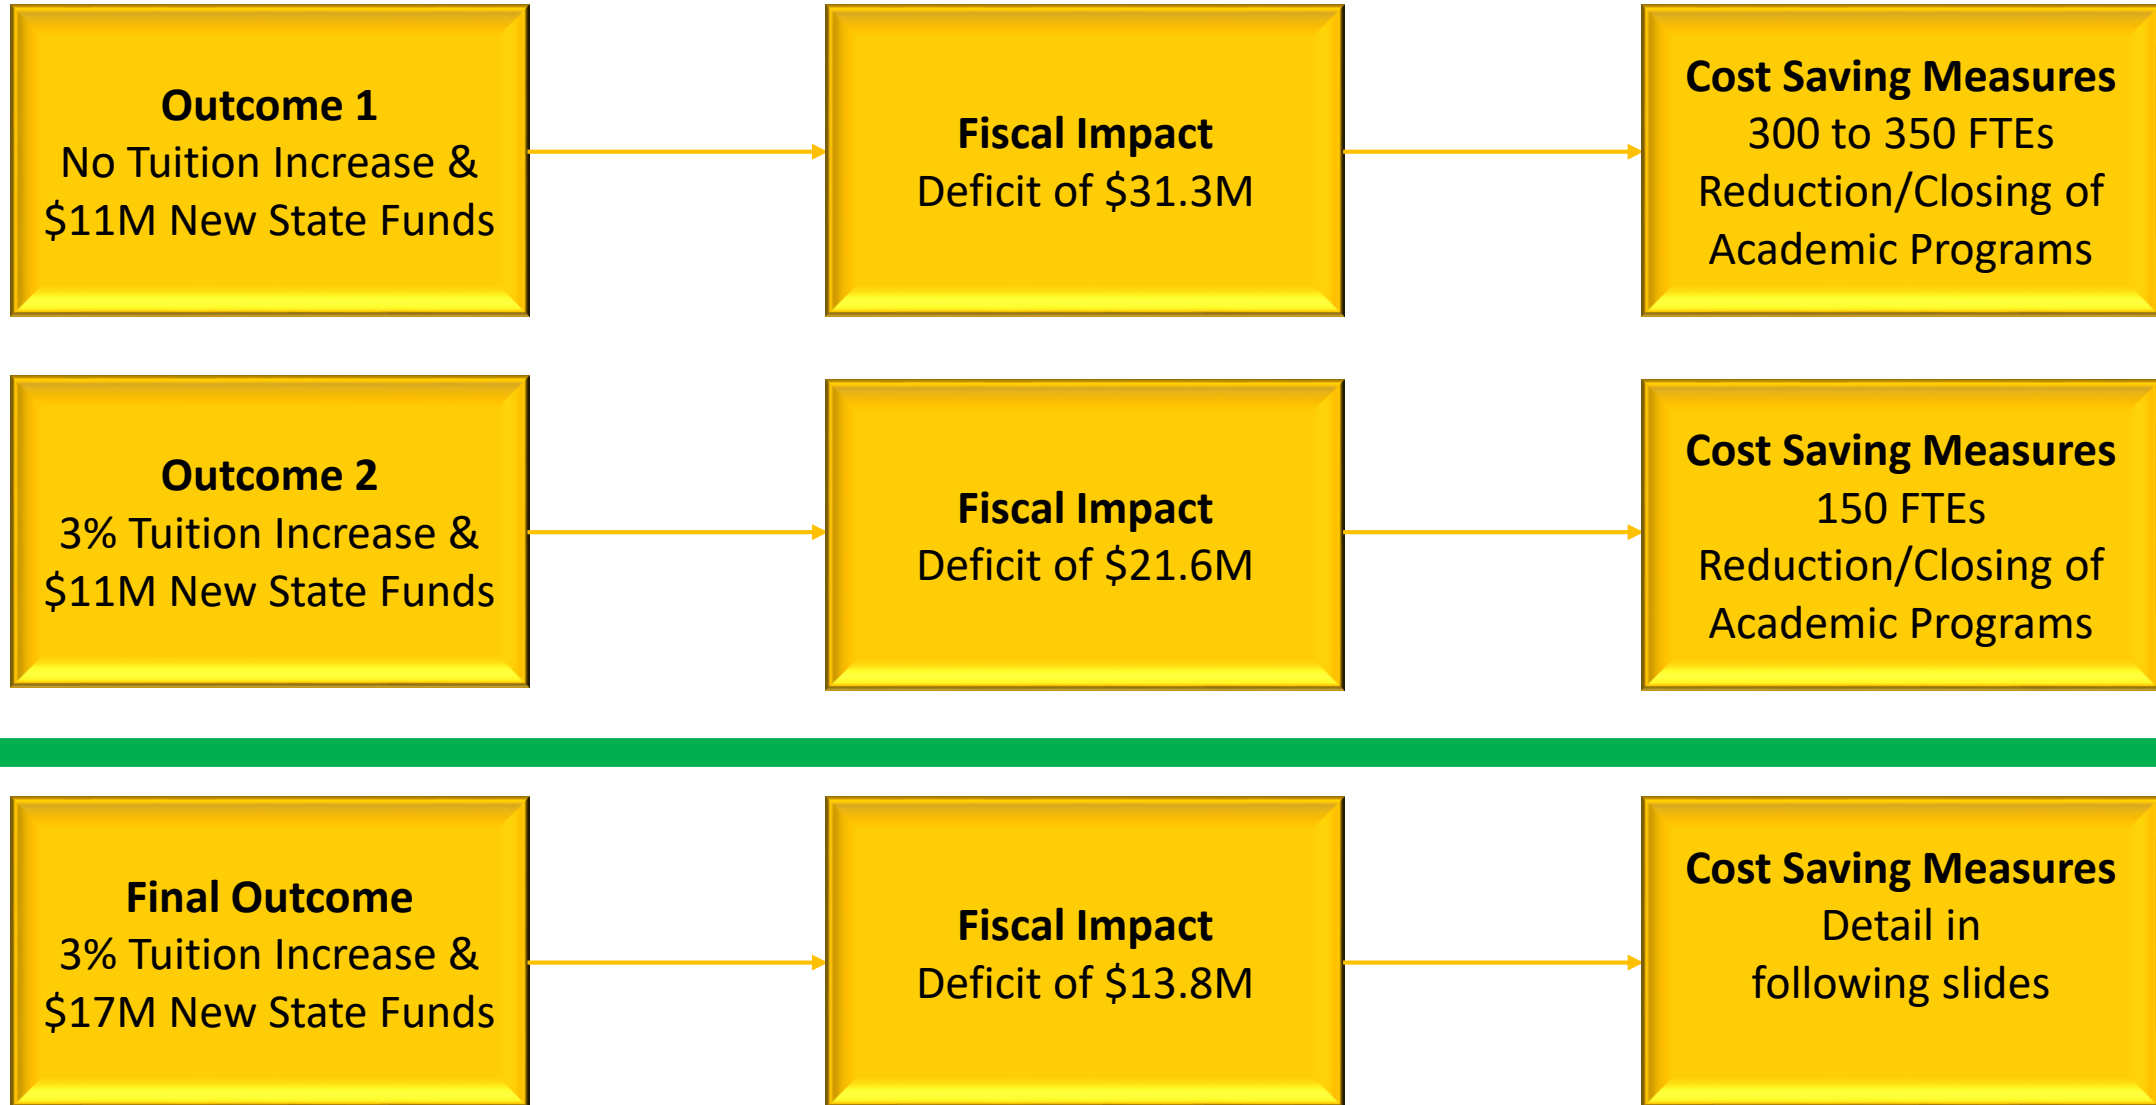 Outcome 1
No Tuition Increase &
$11M New State Funds
Fiscal Impact
Deficit of $31.3M
Cost Saving Measures
300 to 350 FTEs
Reduction/Closing of
Academic Programs
Outcome 2
3% Tuition Increase &
$11M New State Funds
Fiscal Impact
Deficit of $21.6M
Cost Saving Measures
150 FTEs
Reduction/Closing of
Academic Programs
Final Outcome
3% Tuition Increase &
$17M New State Funds
Fiscal Impact
Deficit of $13.8M
Cost Saving Measures
Detail in
following slides